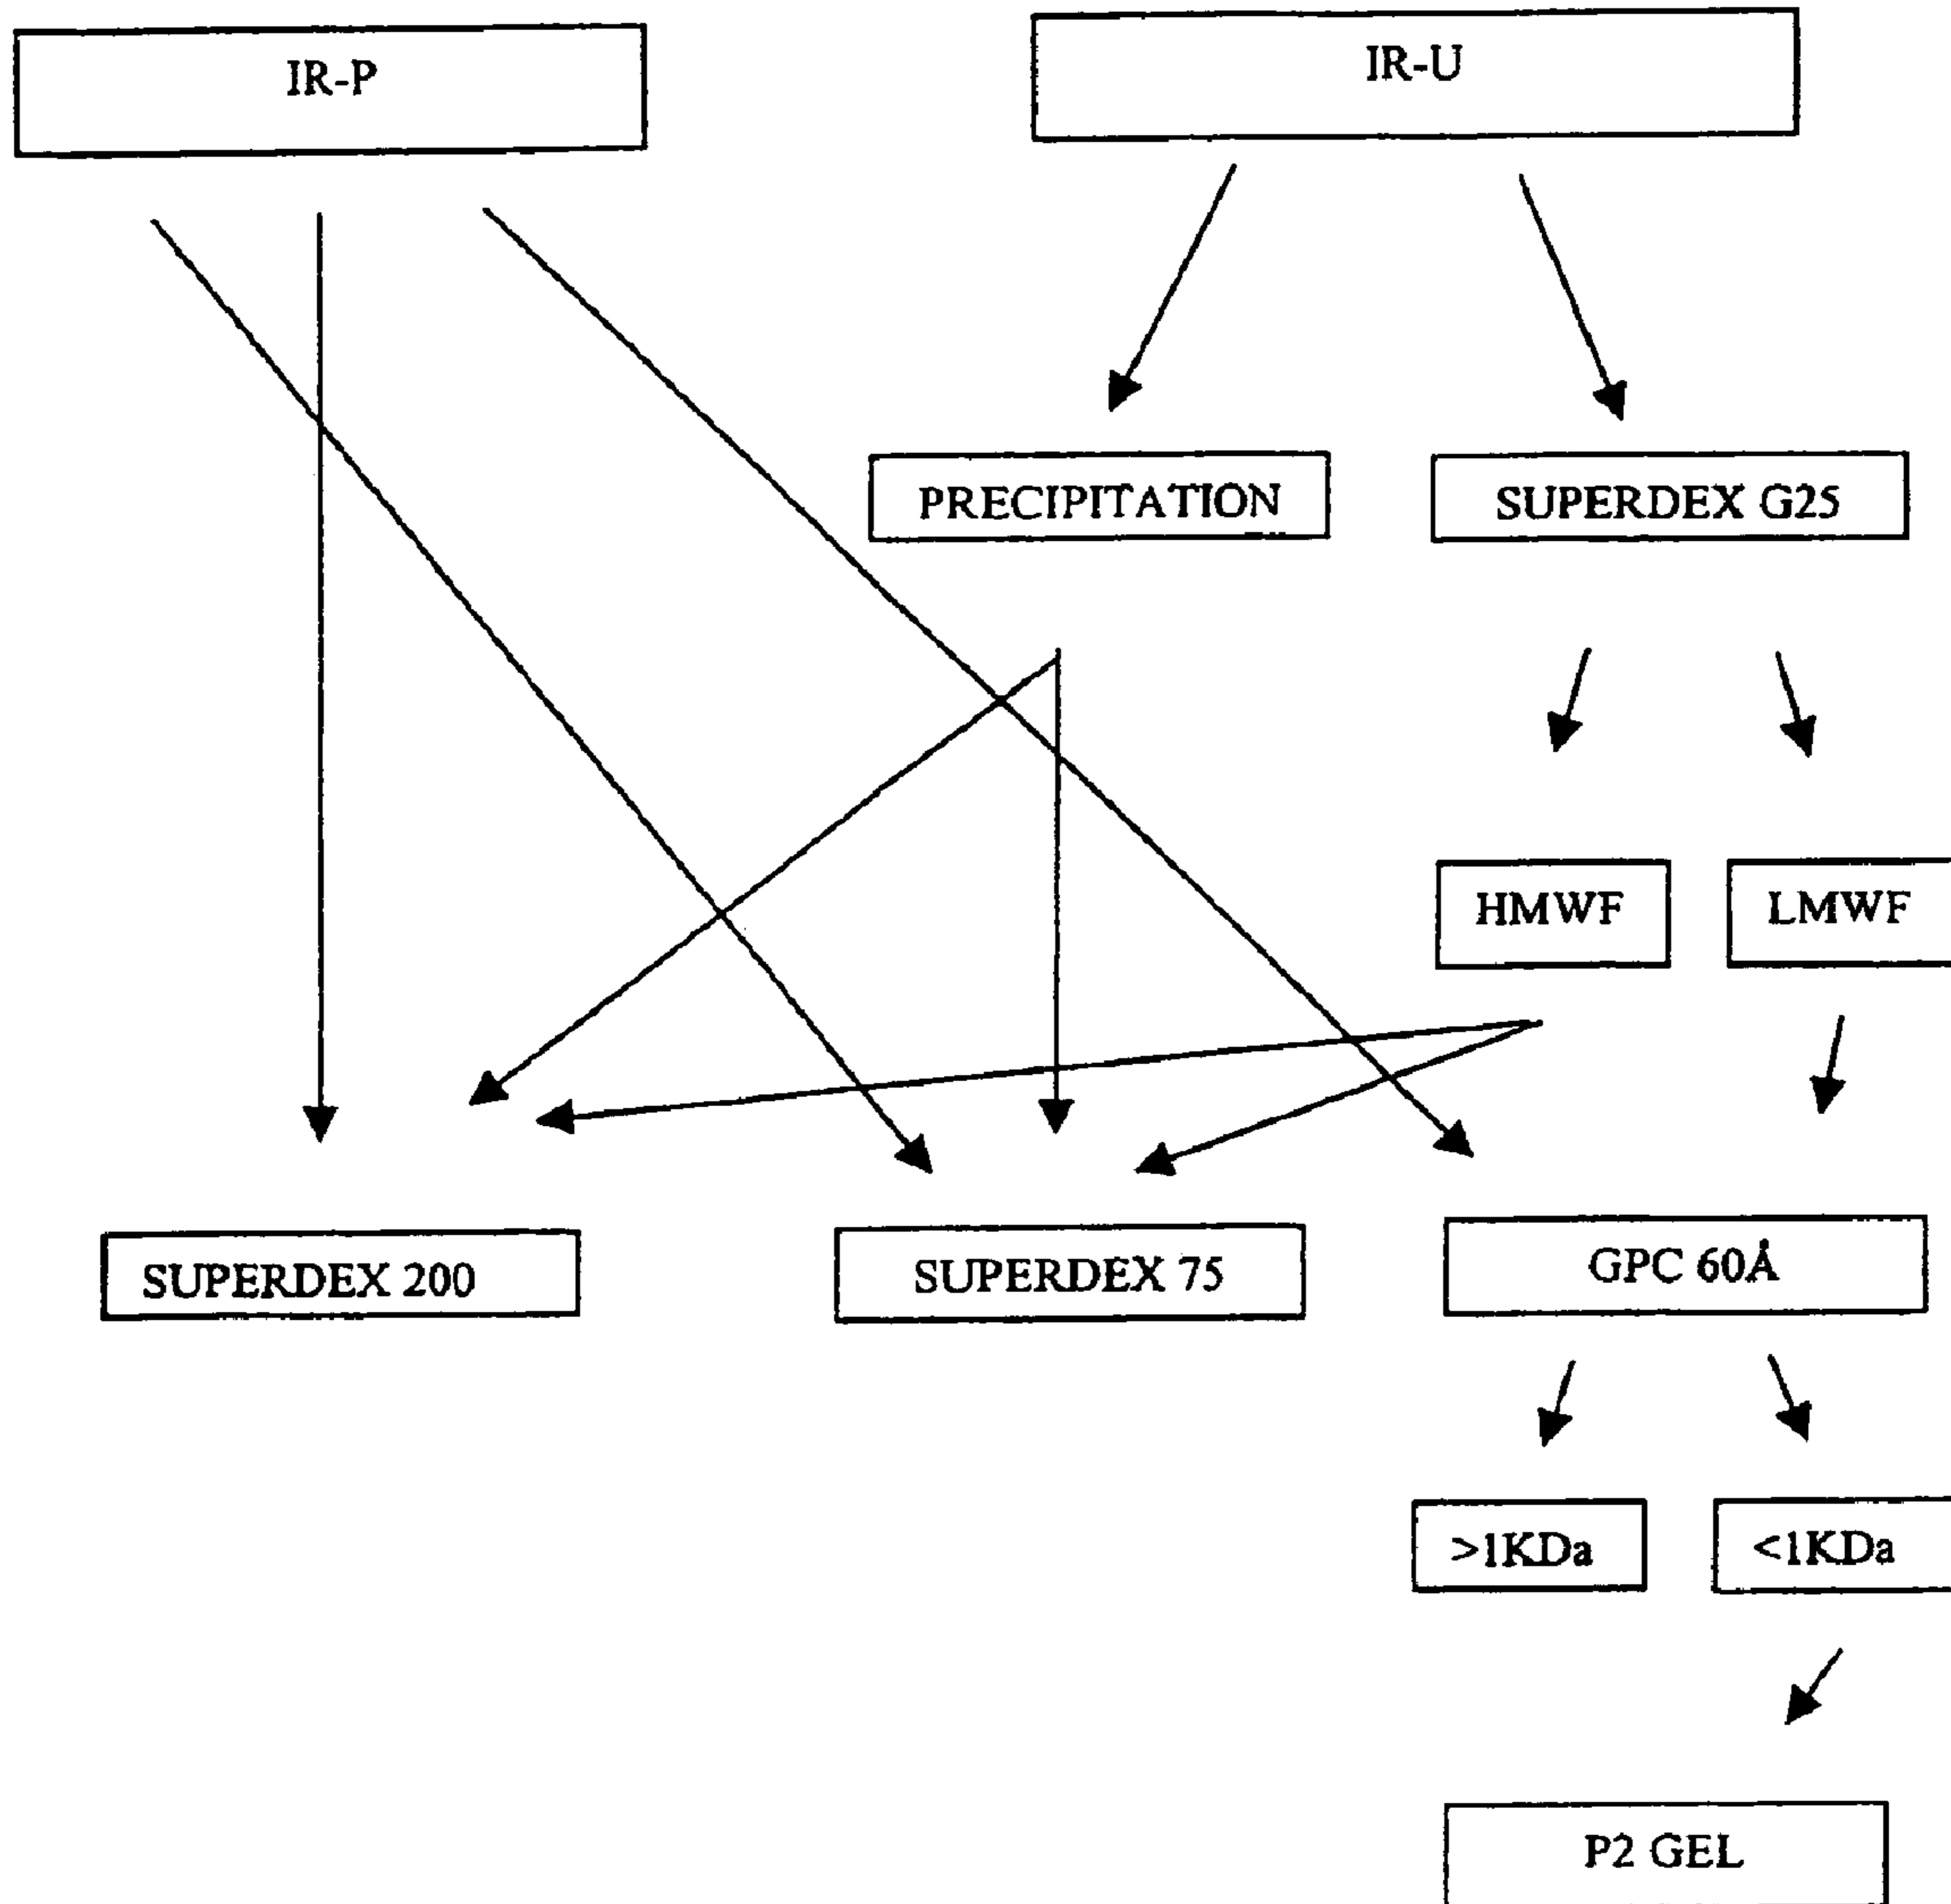 IR-P
IR-U
PRECIPITATION
SUPERDEX G25
HMWF
LMWF
SUPERDEX 200
SUPERDEX 75
GPC 60Å
>1KDa
<1KDa
P2 GEL